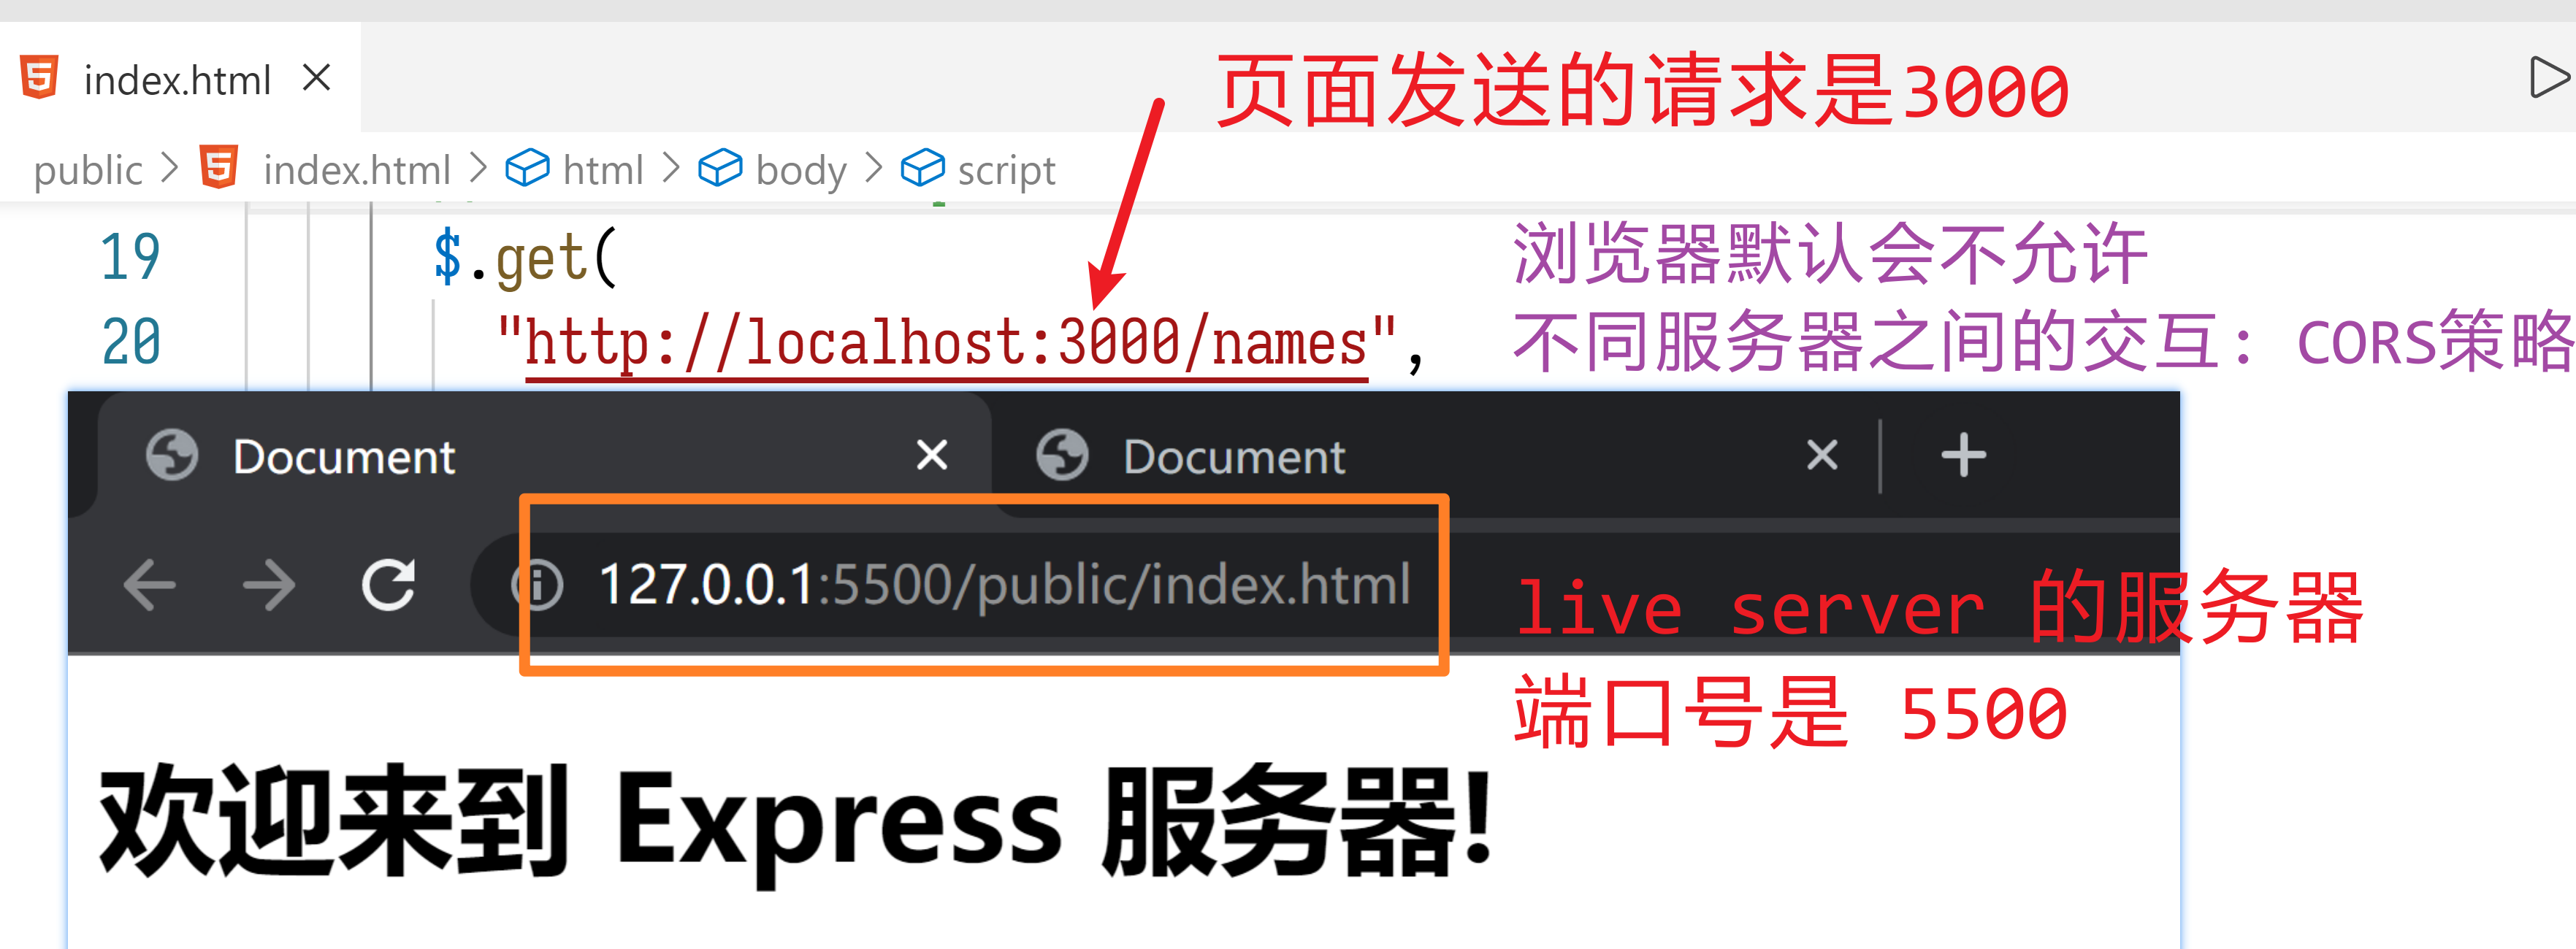 index.html
页面发送的请求是3000
public > index.html > html > body > script
19 $.get(
浏览器默认会不允许
20 "http://localhost:3000/names",
不同服务器之间的交互: CORS策略
Document Document
127.0.0.1:5500/public/index.html
live server 的服务器
端口号是 5500
欢迎来到 Express 服务器!